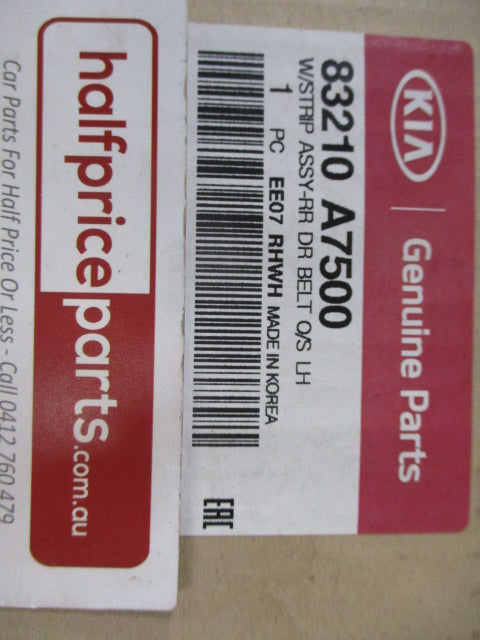 KIA | Genuine Parts
83210 A7500
W/STRIP ASSY-RR DR BELT O/S LH
1 PC EE07 RHWH MADE IN KOREA
EAC
halfpriceparts.com.au
Car Parts For Half Price Or Less - Call 0412 760 479